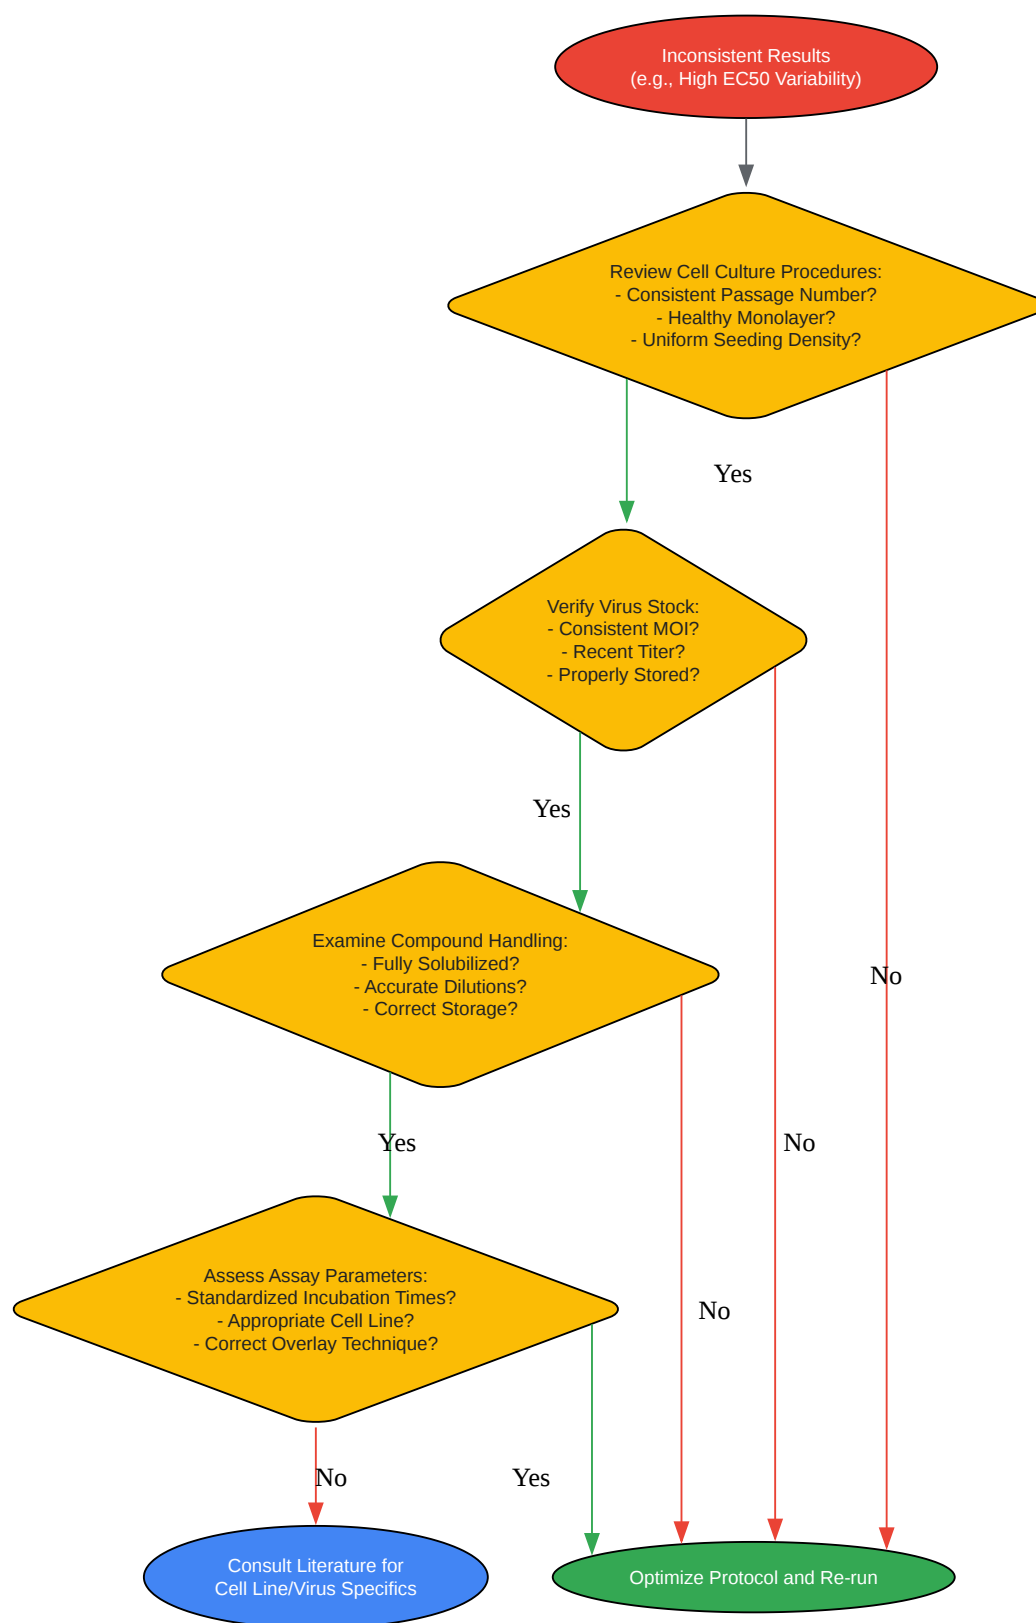 Inconsistent Results
(e.g., High EC50 Variability)
Review Cell Culture Procedures:
- Consistent Passage Number?
- Healthy Monolayer?
- Uniform Seeding Density?
Yes
Verify Virus Stock:
- Consistent MOI?
- Recent Titer?
- Properly Stored?
Yes
Examine Compound Handling:
- Fully Solubilized?
- Accurate Dilutions?
- Correct Storage?
No
Yes
No
Assess Assay Parameters:
- Standardized Incubation Times?
- Appropriate Cell Line?
- Correct Overlay Technique?
No
No
Yes
Consult Literature for
Cell Line/Virus Specifics
Optimize Protocol and Re-run